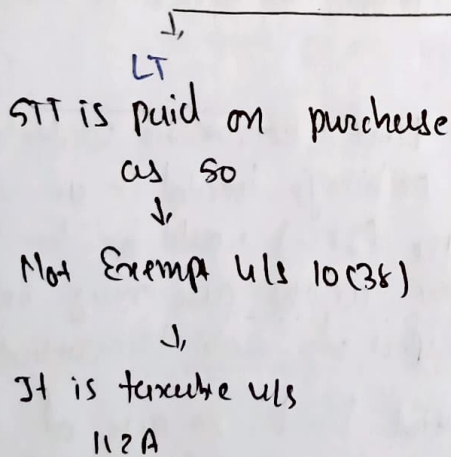 LT
STT is paid on purchase
as so
Not Exempt u/s 10(38)
It is taxable u/s
112A